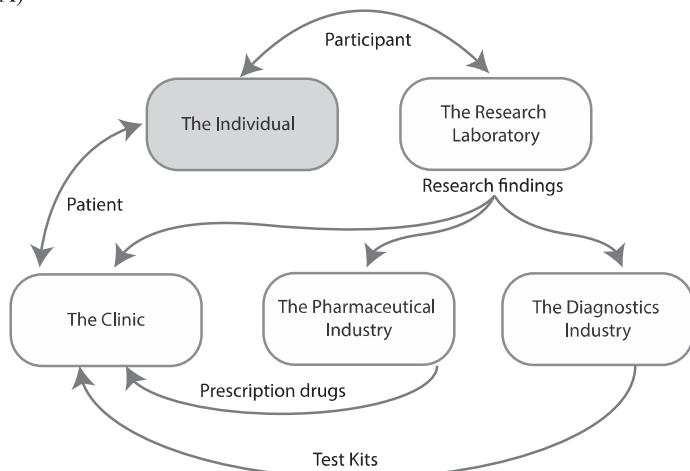 A)
Participant
The Individual
The Research
Laboratory
Research findings
Patient
The Clinic
The Pharmaceutical
Industry
The Diagnostics
Industry
Prescription drugs
Test Kits